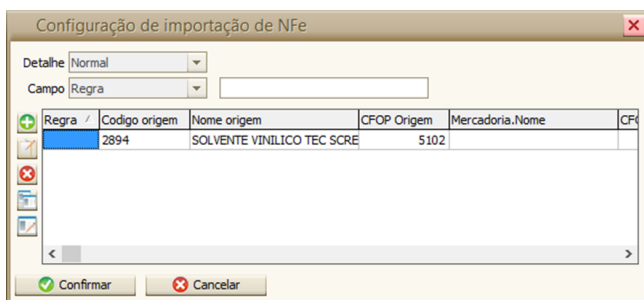 Configuração de importação de NFe
Detalhe Normal
Campo Regra
Regra Codigo origem Nome origem CFOP Origem Mercadoria.Nome
2894 SOLVENTE VINILICO TEC SCRE 5102
Confirmar Cancelar